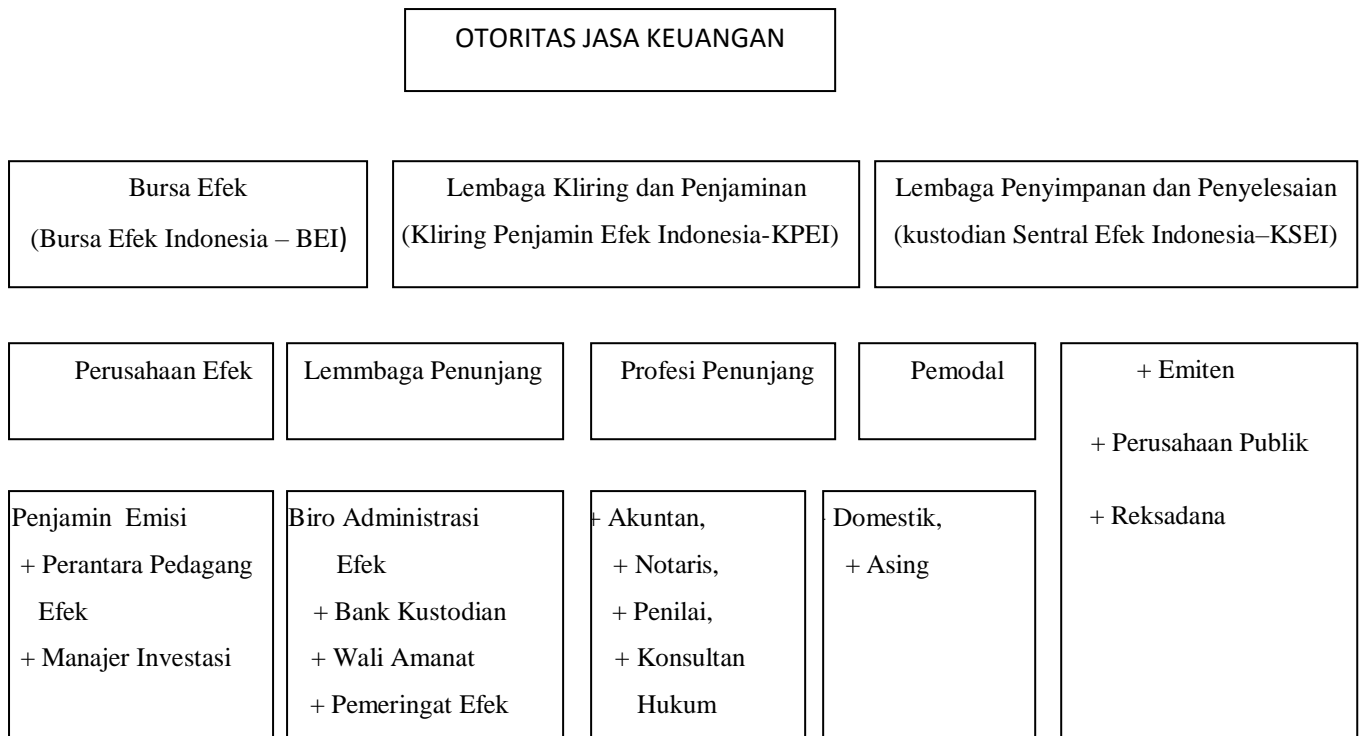 OTORITAS JASA KEUANGAN
Bursa Efek
(Bursa Efek Indonesia – BEI)
Lembaga Kliring dan Penjaminan
(Kliring Penjamin Efek Indonesia-KPEI)
Lembaga Penyimpanan dan Penyelesaian
(kustodian Sentral Efek Indonesia–KSEI)
Perusahaan Efek
Lemmbaga Penunjang
Profesi Penunjang
Pemodal
+ Emiten
+ Perusahaan Publik
+ Reksadana
Penjamin Emisi
+ Perantara Pedagang
Efek
+ Manajer Investasi
Biro Administrasi
Efek
+ Bank Kustodian
+ Wali Amanat
+ Pemeringat Efek
+ Akuntan,
+ Notaris,
+ Penilai,
+ Konsultan
Hukum
Domestik,
+ Asing